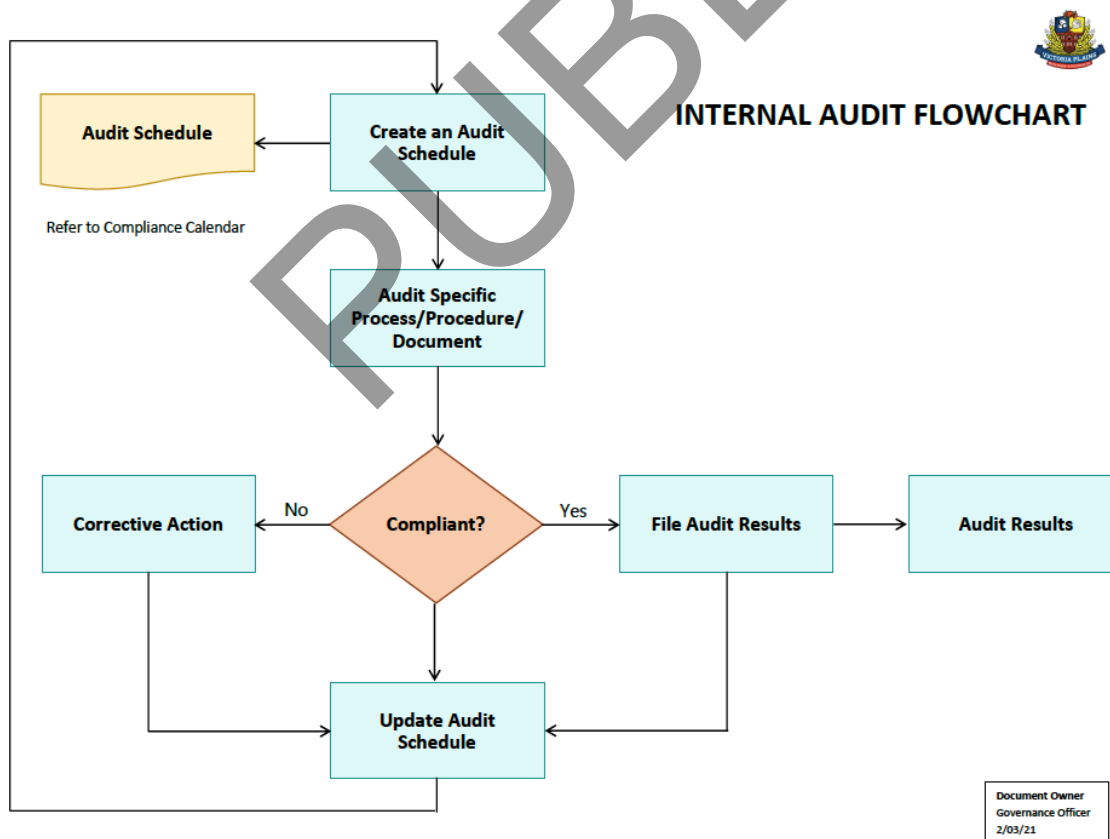 VICTORIA PLAINS
INTERNAL AUDIT FLOWCHART
Audit Schedule
Create an Audit
Schedule
Refer to Compliance Calendar
Audit Specific
Process/Procedure/
Document
Corrective Action
No
Compliant?
Yes
File Audit Results
Audit Results
Update Audit
Schedule
Document Owner
Governance Officer
2/03/21